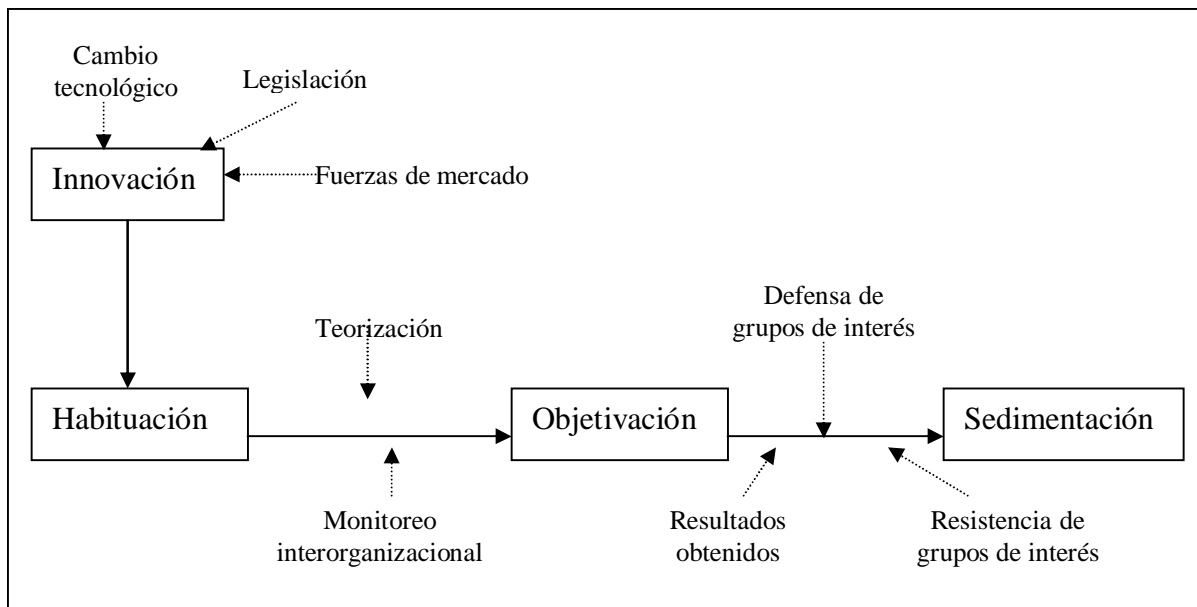 Cambio
tecnológico
Legislación
Innovación
Fuerzas de mercado
Defensa de
grupos de interés
Teorización
Habituación
Objetivación
Sedimentación
Monitoreo
interorganizacional
Resultados
obtenidos
Resistencia de
grupos de interés